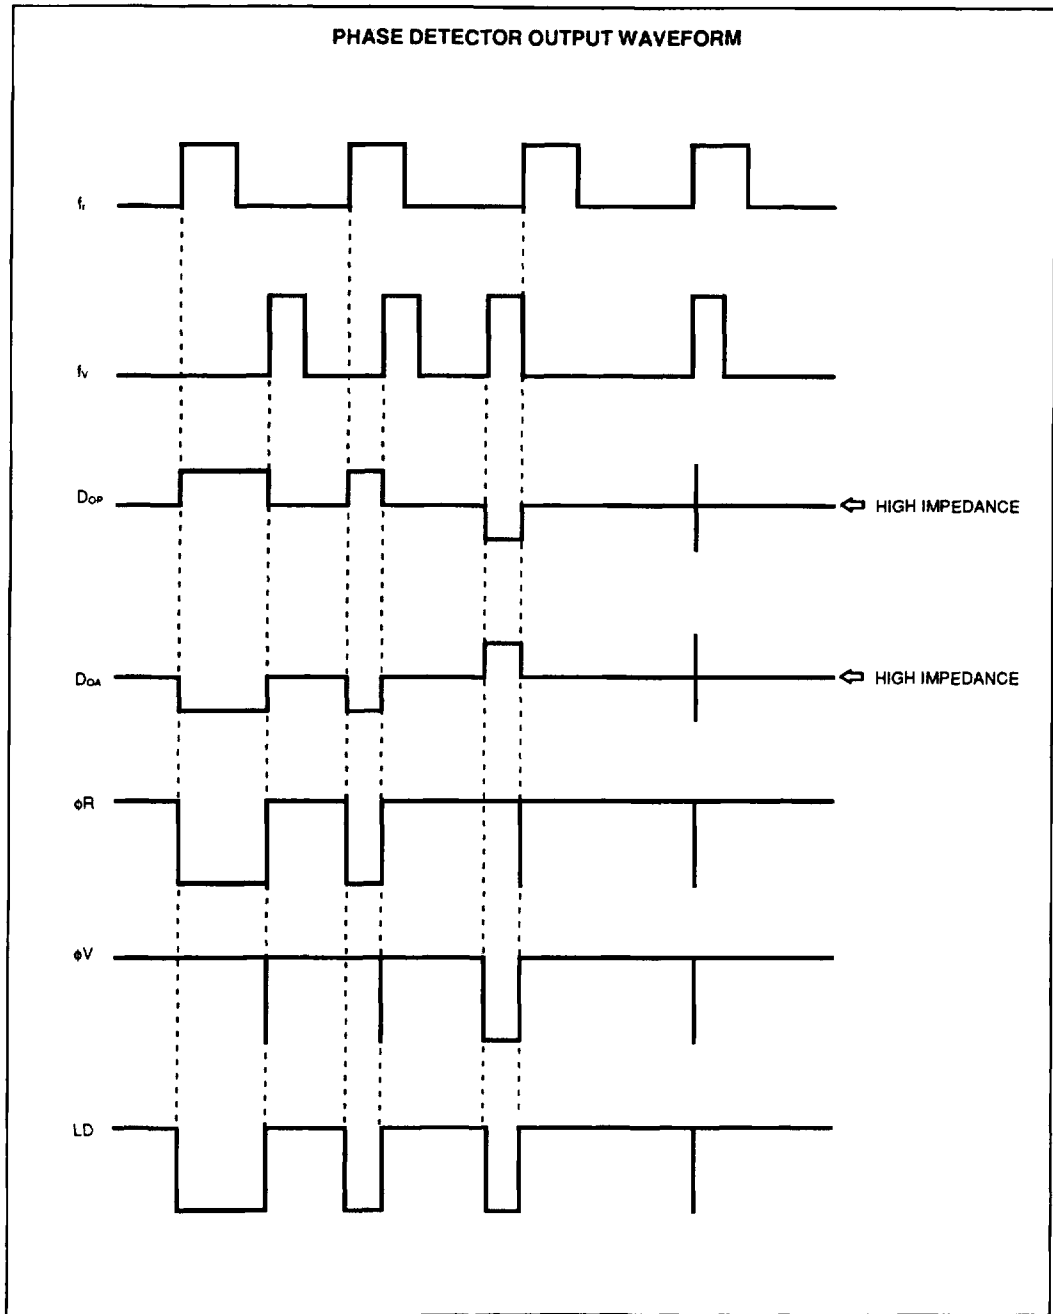 PHASE DETECTOR OUTPUT WAVEFORM
fr
fv
DOP
HIGH IMPEDANCE
DOA
HIGH IMPEDANCE
φR
φV
LD